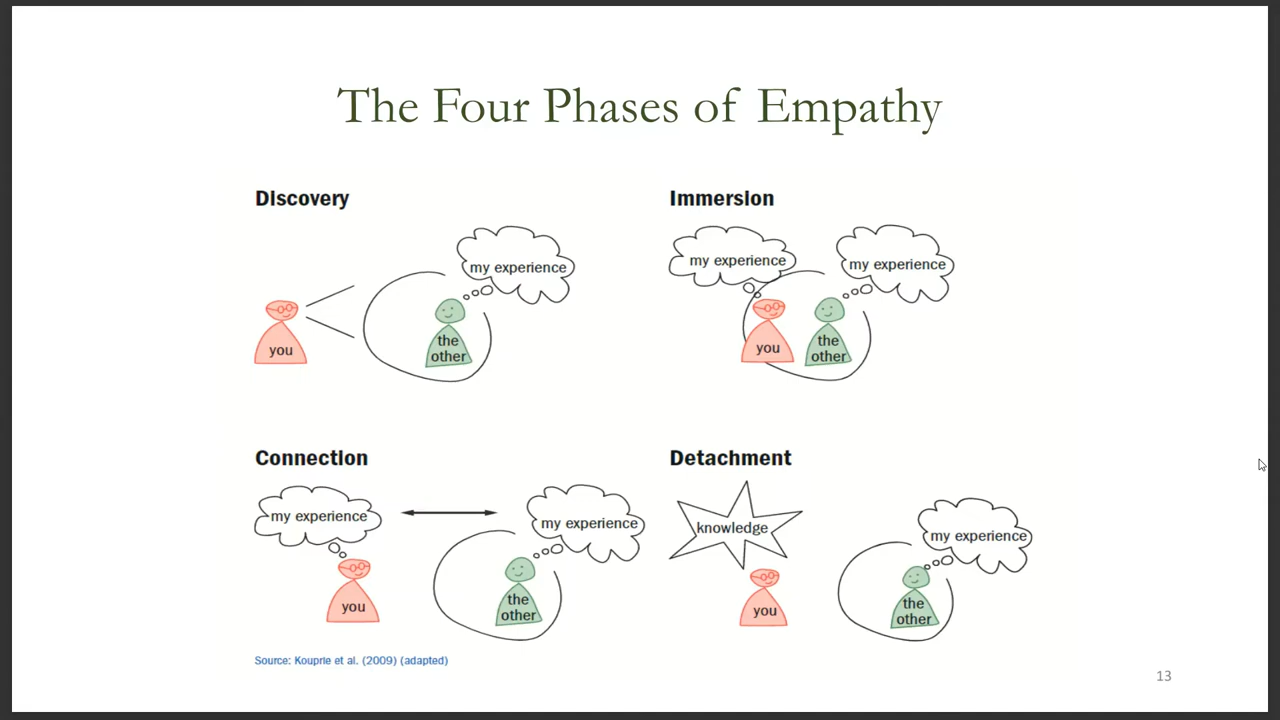 The Four Phases of Empathy
Discovery
my experience
you
the
other
Immersion
my experience
my experience
you
the
other
Connection
my experience
my experience
you
the
other
Detachment
knowledge
my experience
you
the
other
Source: Kouprie et al. (2009) (adapted)
13